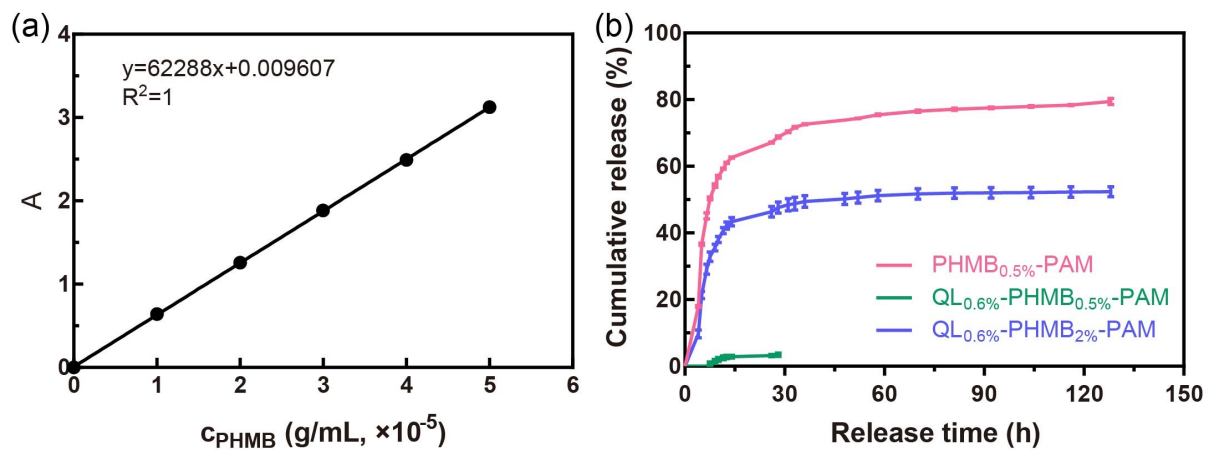 (a)
y=62288x+0.009607
R²=1
A
4
3
2
1
0
0 1 2 3 4 5 6
cPHMB (g/mL, ×10⁻⁵)
(b)
Cumulative release (%)
100
80
60
40
20
0
PHMB0.5%-PAM
QL0.6%-PHMB0.5%-PAM
QL0.6%-PHMB2%-PAM
0 30 60 90 120 150
Release time (h)